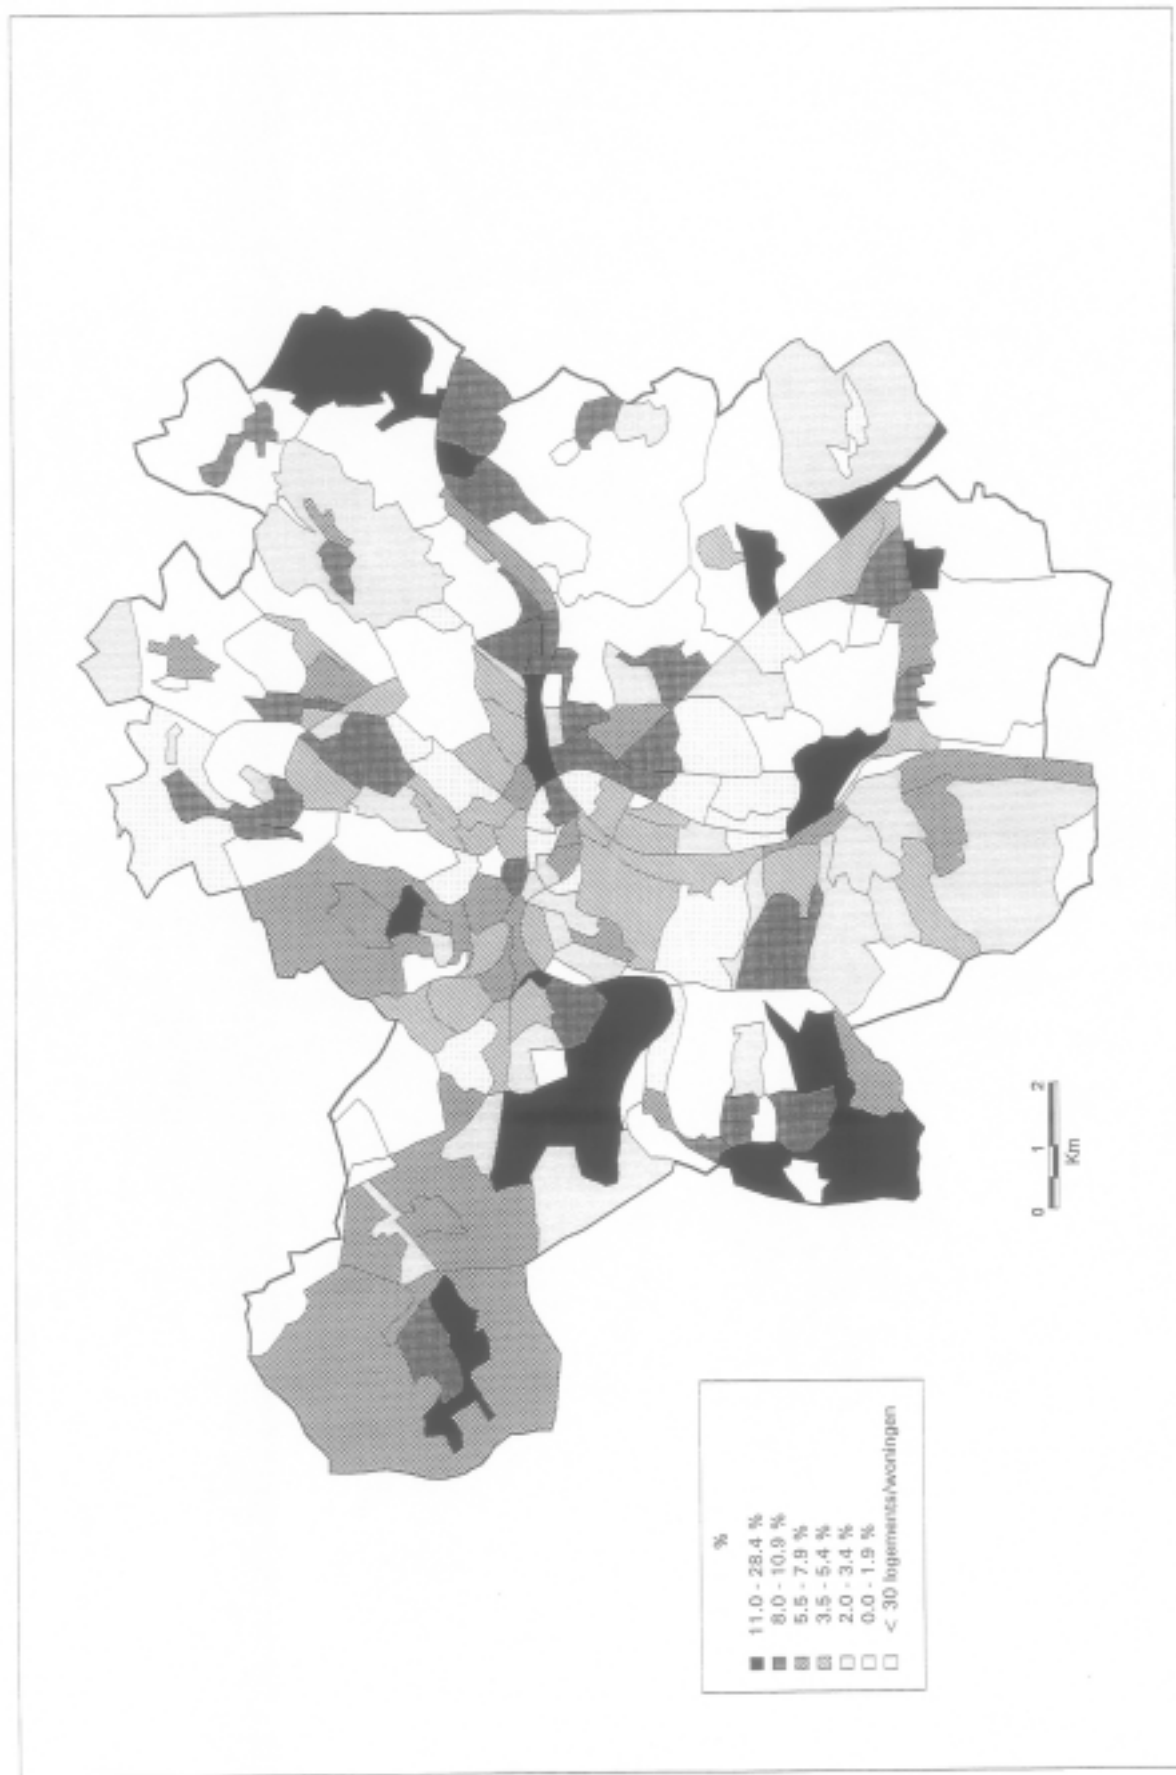 %
11.0 - 28.4 %
8.0 - 10.9 %
5.5 - 7.9 %
3.5 - 5.4 %
2.0 - 3.4 %
0.0 - 1.9 %
< 30 logements/woningen
0 1 2
Km